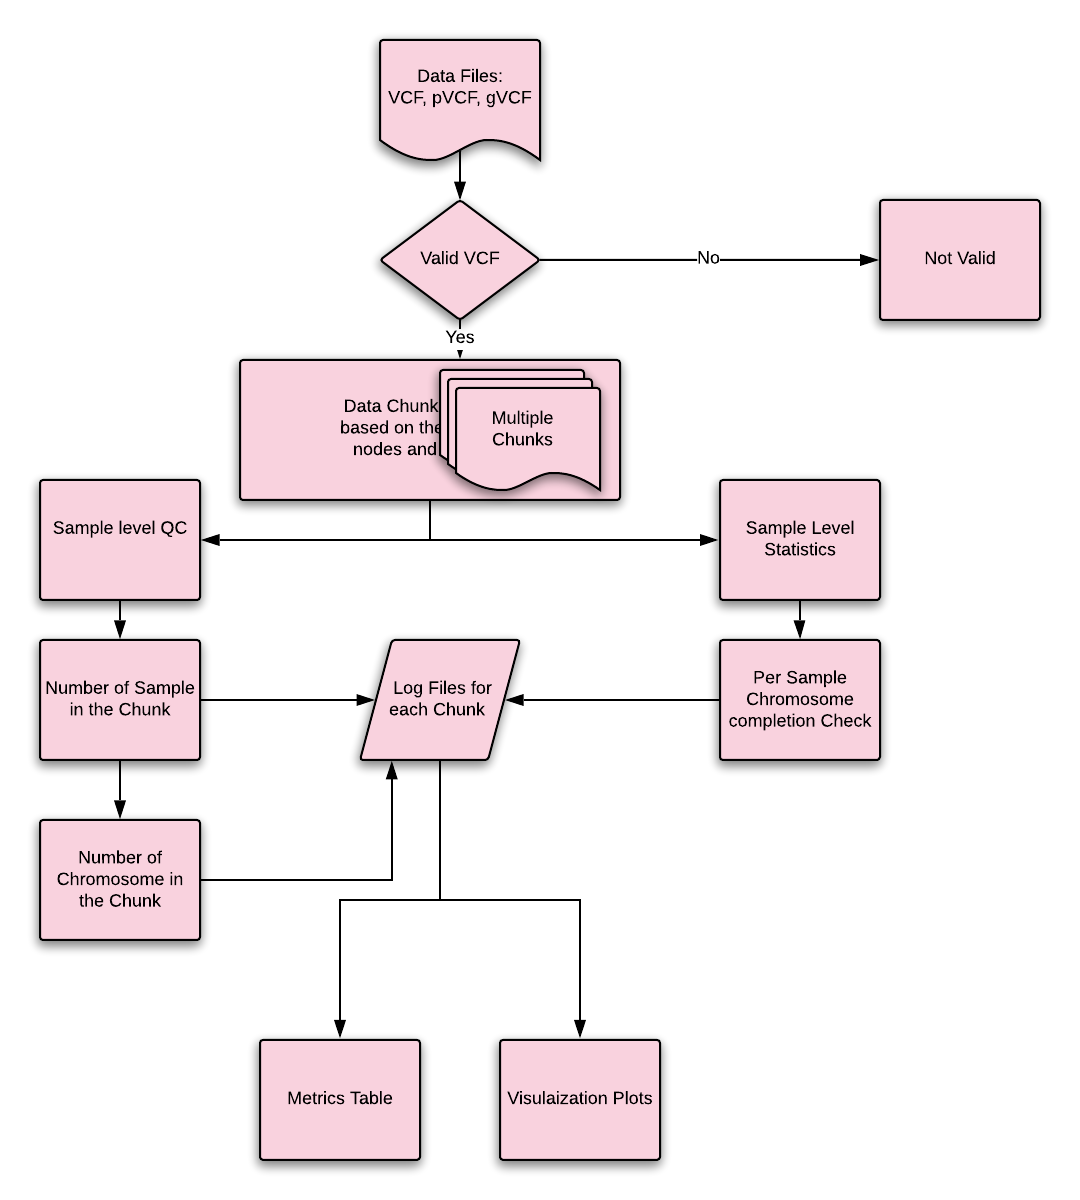 Data Files:
VCF, pVCF, gVCF
Valid VCF
No
Not Valid
Yes
Data Chunk
based on the
nodes and
Multiple
Chunks
Sample level QC
Sample Level
Statistics
Number of Sample
in the Chunk
Log Files for
each Chunk
Per Sample
Chromosome
completion Check
Number of
Chromosome in
the Chunk
Metrics Table
Visulaization Plots